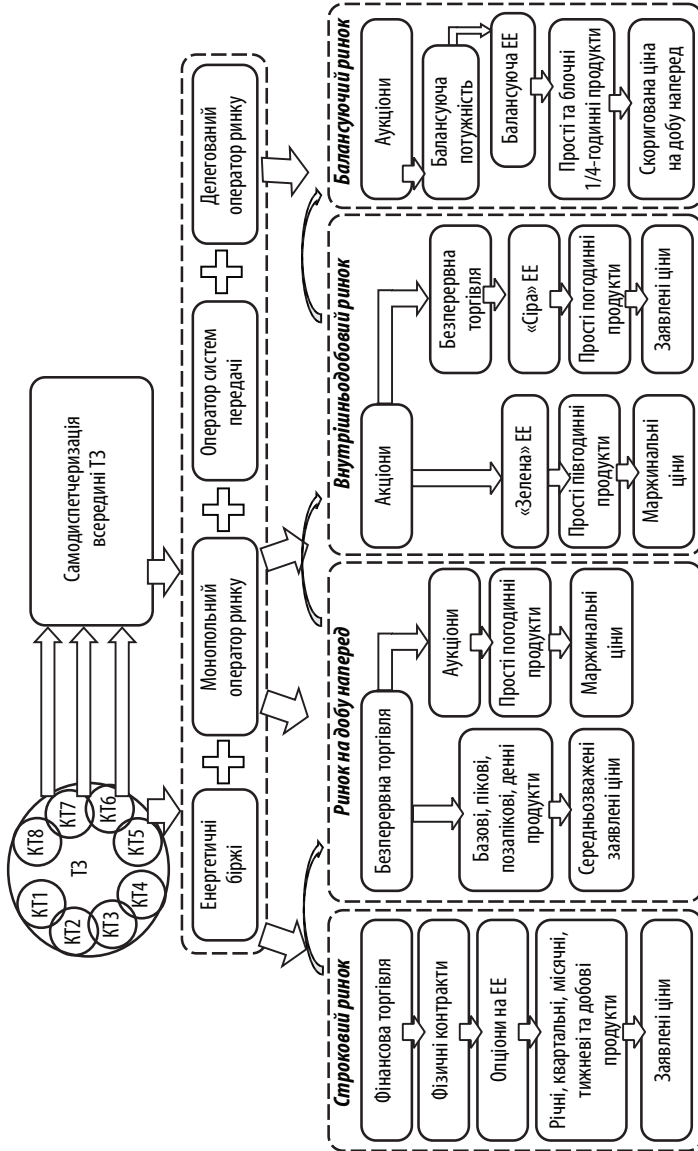 КТ1
КТ2
КТ3
КТ4
КТ5
КТ6
КТ7
КТ8
ТЗ
Самодиспетчеризація
всередині ТЗ
Енергетичні
біржі
Монопольний
оператор ринку
Оператор систем
передачі
Делегований
оператор ринку
Строковий ринок
Фінансова торгівля
Фізичні контракти
Опціони на ЕЕ
Річні, квартальні, місячні,
тижневі та добові
продукти
Заявлені ціни
Ринок на добу наперед
Безперервна торгівля
Базові, пікові,
позапікові, денні
продукти
Середньозважені
заявлені ціни
Аукціони
Прості погодинні
продукти
Маржинальні
ціни
Внутрішньодобовий ринок
Акціони
«Зелена» ЕЕ
Прості півгодинні
продукти
Маржинальні ціни
Безперервна
торгівля
«Сіра» ЕЕ
Прості погодинні
продукти
Заявлені ціни
Балансуючий ринок
Аукціони
Балансуюча
потужність
Балансуюча ЕЕ
Прості та блочні
1/4-годинні продукти
Скоригована ціна
на добу наперед